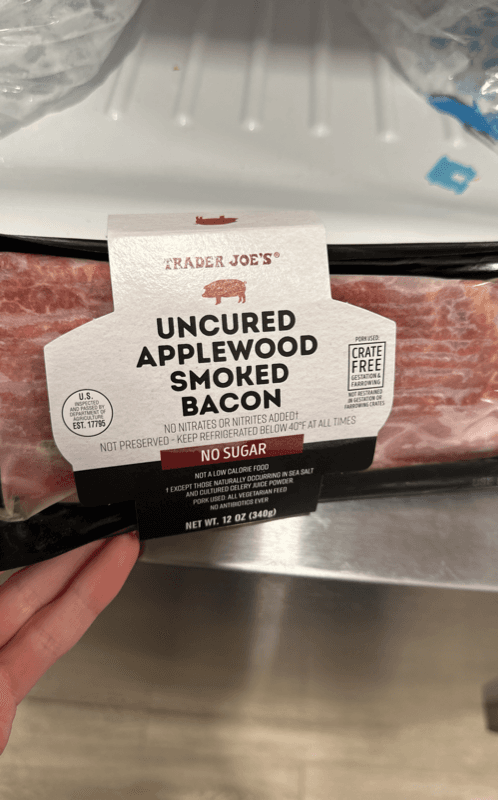 TRADER JOE'S®
UNCURED
APPLEWOOD
SMOKED
BACON
NO NITRATES OR NITRITES ADDED†
NOT PRESERVED - KEEP REFRIGERATED BELOW 40°F AT ALL TIMES
NO SUGAR
NOT A LOW CALORIE FOOD
† EXCEPT THOSE NATURALLY OCCURRING IN SEA SALT
AND CULTURED CELERY JUICE POWDER.
PORK USED: ALL VEGETARIAN FEED
NO ANTIBIOTICS EVER
NET WT. 12 OZ (340g)
U.S.
INSPECTED
AND PASSED BY
DEPARTMENT OF
AGRICULTURE
EST. 17795
PORK USED:
CRATE
FREE
GESTATION &
FARROWING
NOT RESTRAINED
IN GESTATION OR
FARROWING CRATES